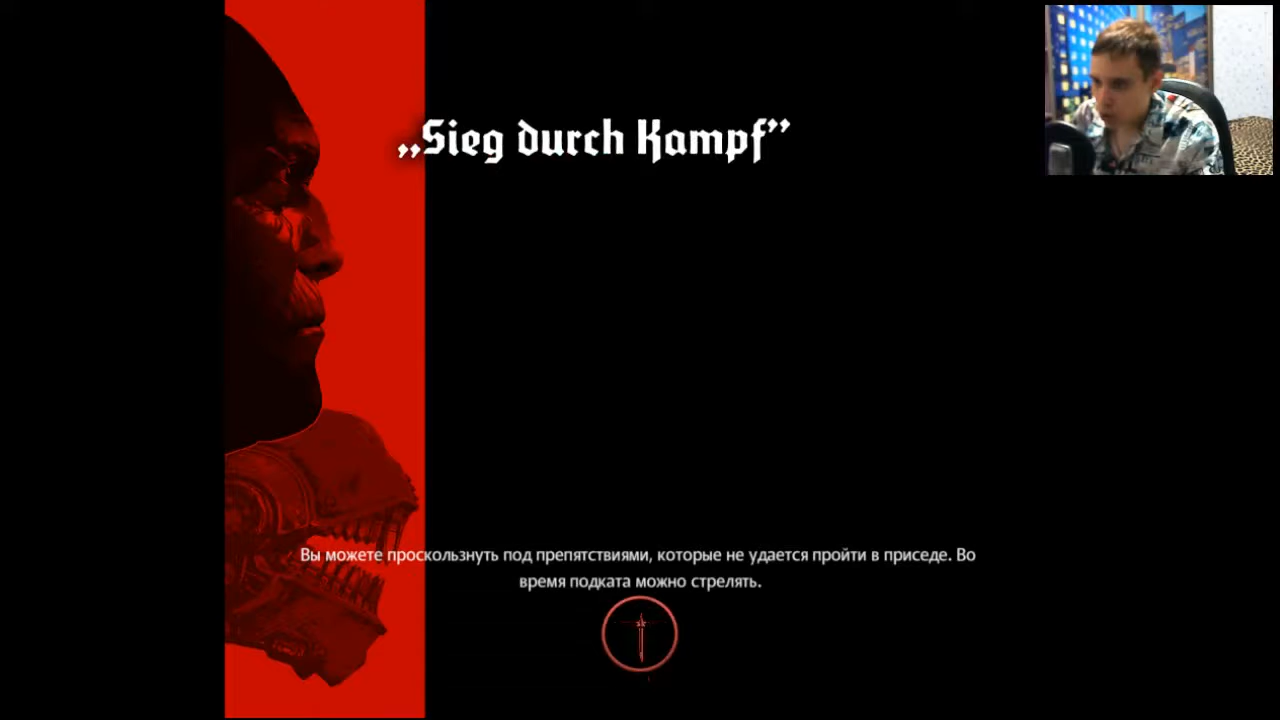 „Sieg durch Kampf”
Вы можете проскользнуть под препятствиями, которые не удается пройти в приседе. Во
время подката можно стрелять.